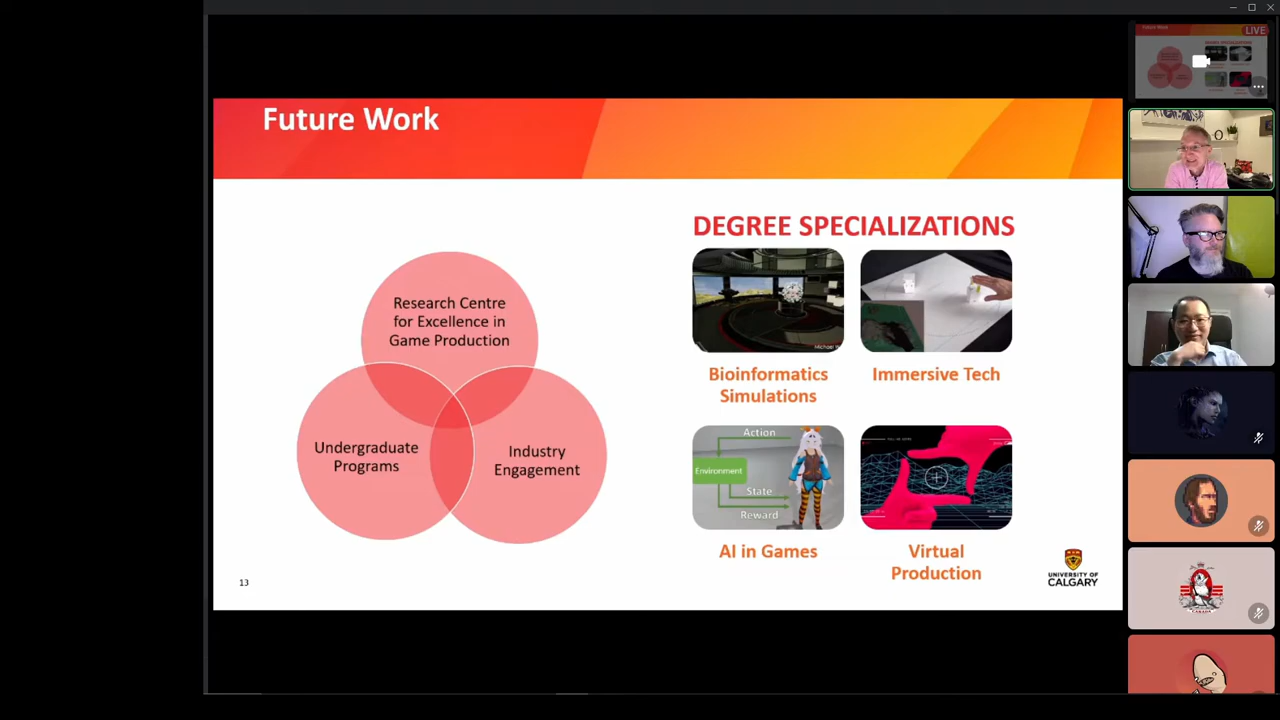 Future Work
LIVE
DEGREE SPECIALIZATIONS
Research Centre
for Excellence in
Game Production
Undergraduate
Programs
Industry
Engagement
Bioinformatics
Simulations
Immersive Tech
Action
Environment
State
Reward
AI in Games
Virtual
Production
UNIVERSITY OF
CALGARY
13